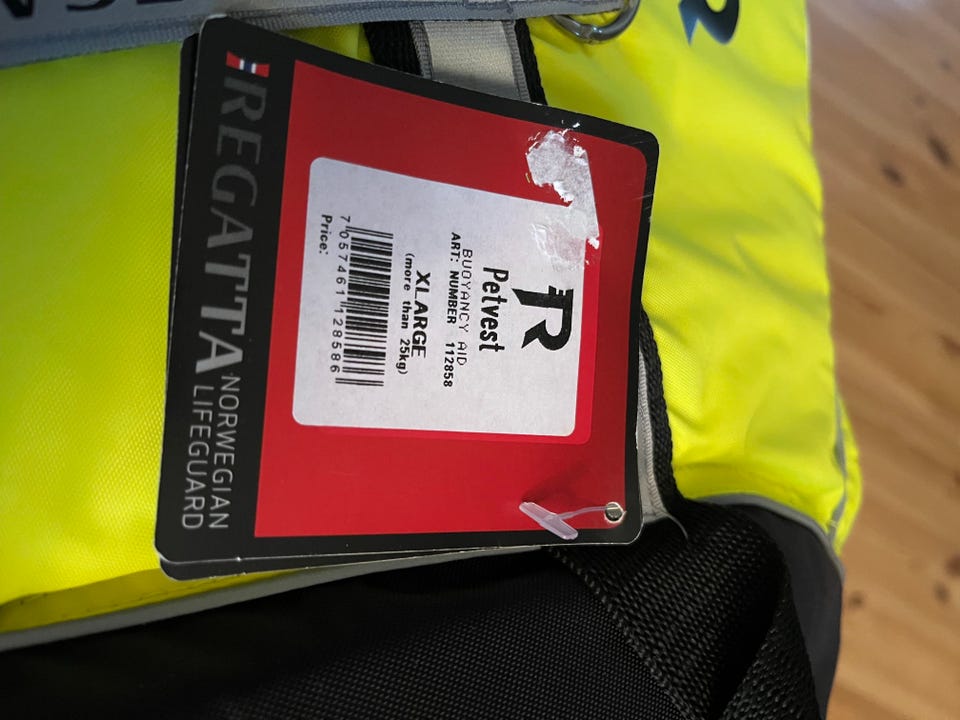 R
Petvest
BUOYANCY AID
ART: NUMBER 112858
XLARGE
(more than 25kg)
7 057461 128586
Price:
REGATTA
NORWEGIAN
LIFEGUARD